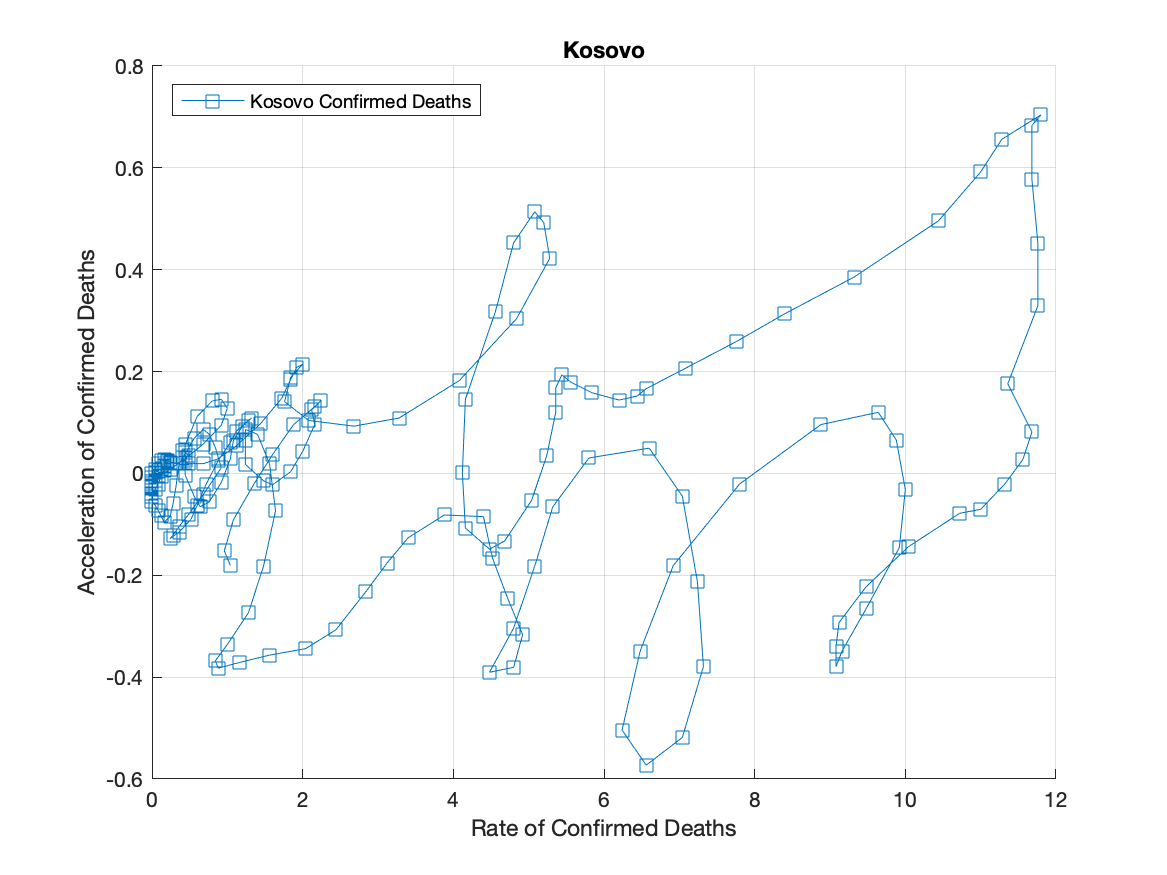 Kosovo
Kosovo Confirmed Deaths
0.8
0.6
0.4
0.2
0
-0.2
-0.4
-0.6
Acceleration of Confirmed Deaths
0 2 4 6 8 10 12
Rate of Confirmed Deaths